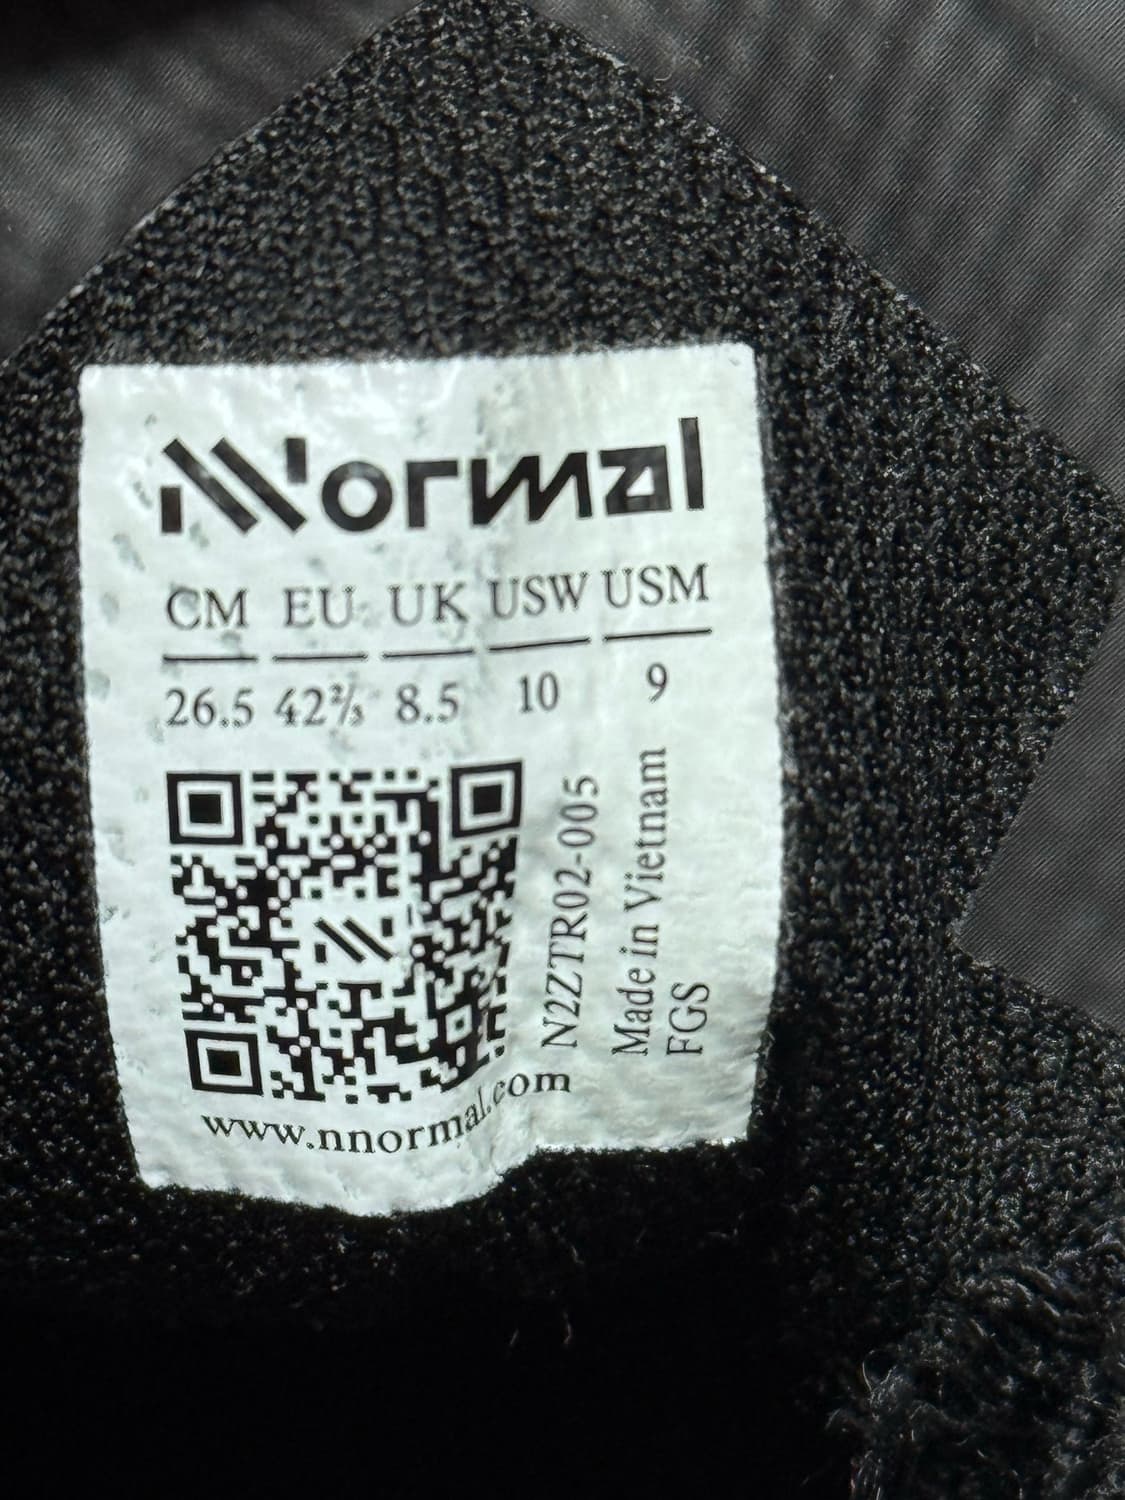 NNormal
CM EU UK USW USM
26.5 42⅔ 8.5 10 9
N2ZTR02-005
Made in Vietnam
FGS
www.nnormal.com